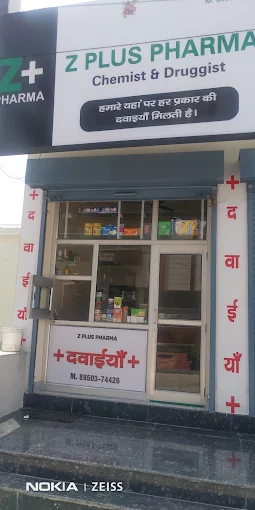 Z+
PHARMA
Z PLUS PHARMA
Chemist & Druggist
हमारे यहां पर हर प्रकार की
दवाइयाँ मिलती है।
+
द
वा
ई
याँ
+
द
वा
ई
याँ
+
Z PLUS PHARMA
+ दवाईयाँ +
M. 89503-74426
NOKIA | ZEISS